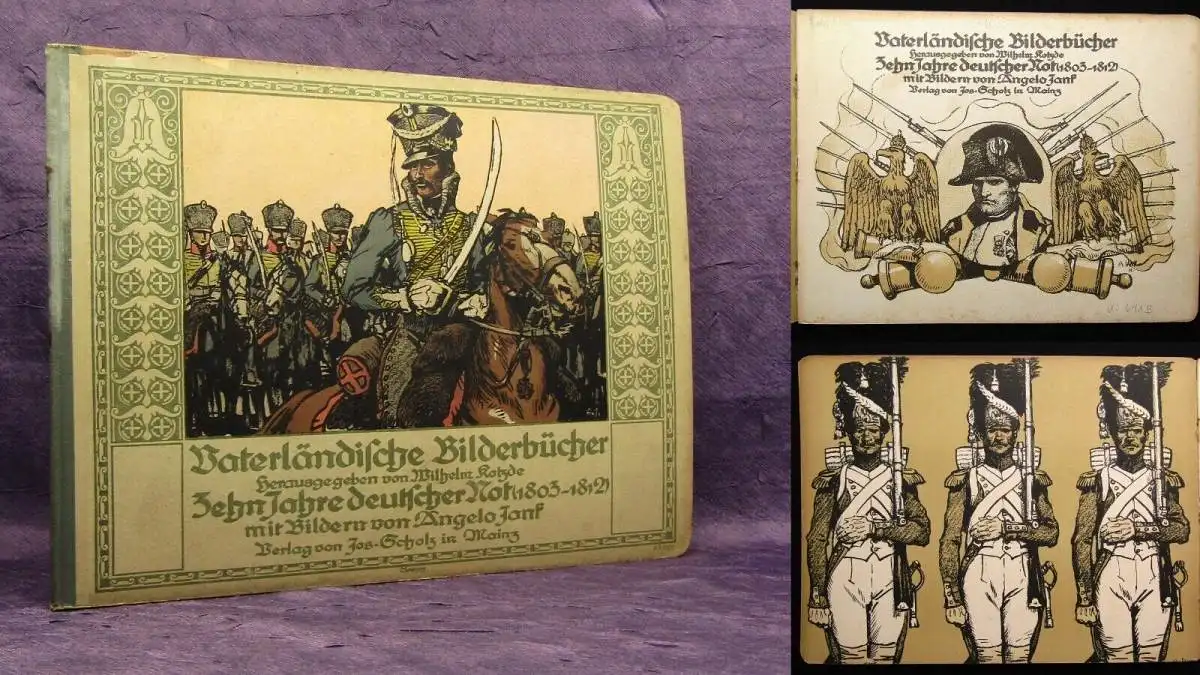 Vaterländische Bilderbücher
Herausgegeben von Wilhelm Kotzde
Zehn Jahre deutscher Not (1803-1812)
mit Bildern von Angelo Jank
Verlag von Jos. Scholz in Mainz
Vaterländische Bilderbücher
Herausgegeben von Wilhelm Kotzde
Zehn Jahre deutscher Not (1803-1812)
mit Bildern von Angelo Jank
Verlag von Jos. Scholz in Mainz